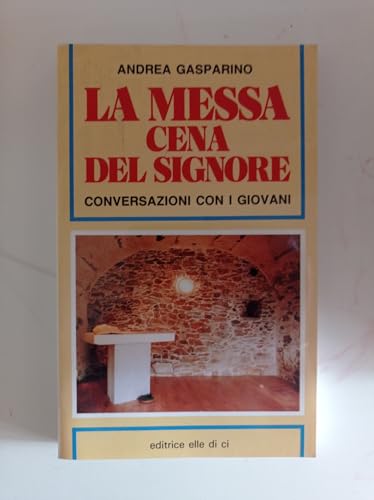 ANDREA GASPARINO
LA MESSA
CENA
DEL SIGNORE
CONVERSAZIONI CON I GIOVANI
editrice elle di ci